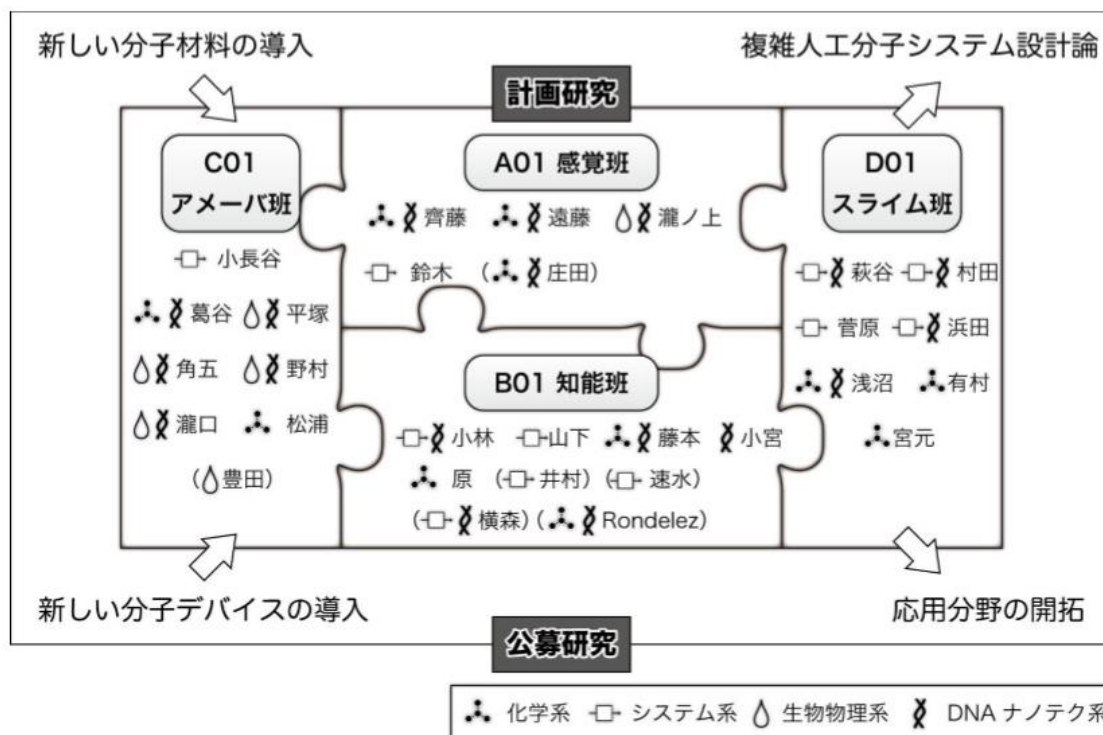 新しい分子材料の導入
複雑人工分子システム設計論
計画研究
C01
アメーバ班
小長谷
葛谷 平塚
角五 野村
瀧口 松浦
(豊田)
A01 感覚班
齊藤 遠藤 瀧ノ上
鈴木 (庄田)
B01 知能班
小林 山下 藤本 小宮
原 (井村) (速水)
(横森) (Rondelez)
D01
スライム班
萩谷 村田
菅原 浜田
浅沼 有村
宮元
新しい分子デバイスの導入
応用分野の開拓
公募研究
化学系 システム系 生物物理系 DNA ナノテク系